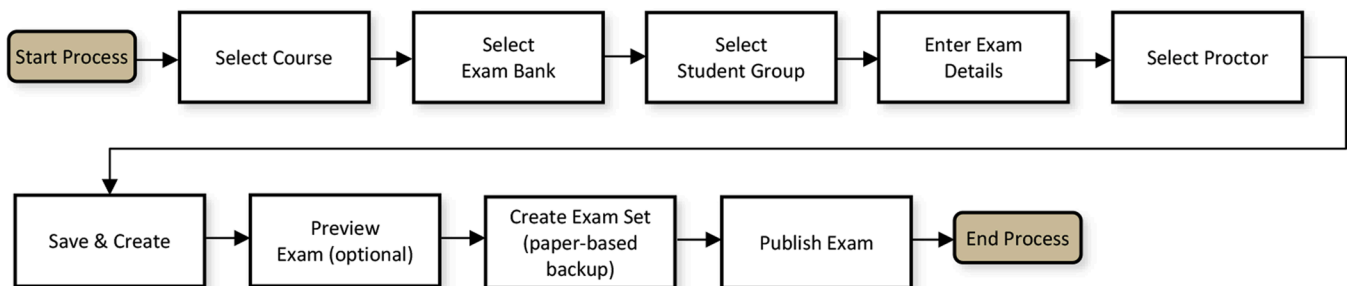 Start Process
Select Course
Select
Exam Bank
Select
Student Group
Enter Exam
Details
Select Proctor
Save & Create
Preview
Exam (optional)
Create Exam Set
(paper-based
backup)
Publish Exam
End Process